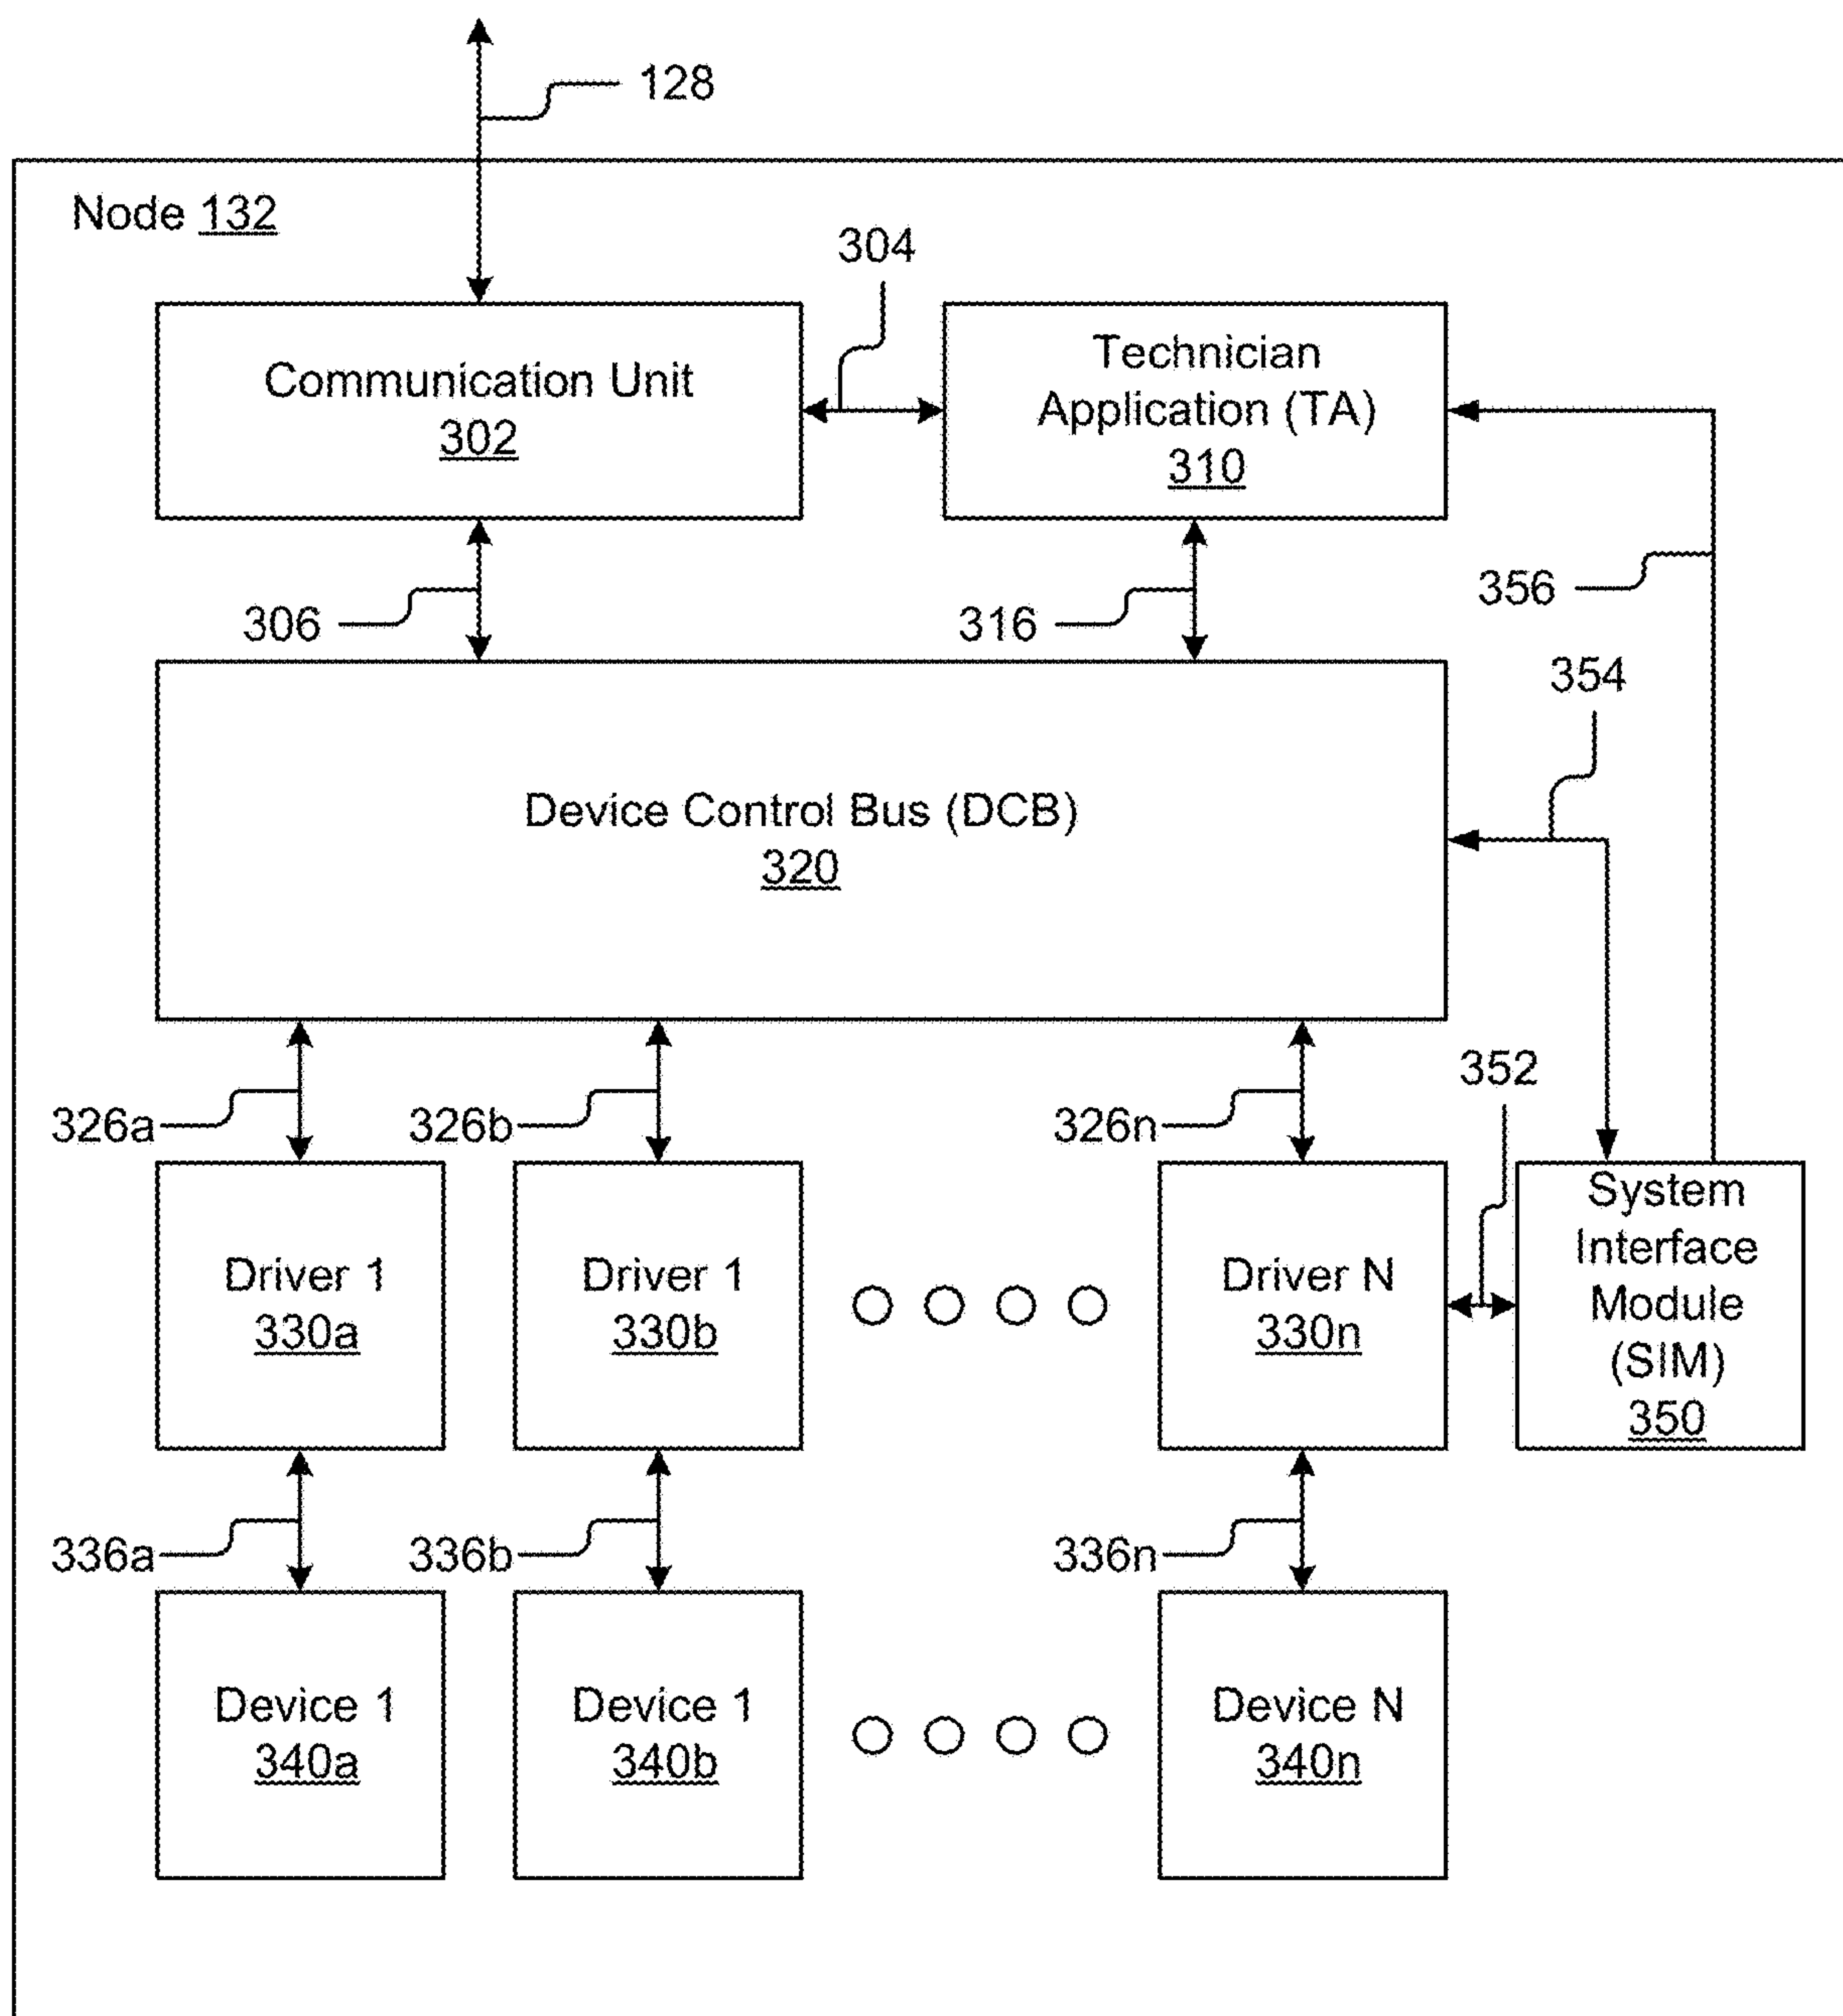 128
Node 132
304
Communication Unit
302
Technician
Application (TA)
310
306
316
356
354
Device Control Bus (DCB)
320
352
326a
326b
326n
Driver 1
330a
Driver 1
330b
Driver N
330n
System
Interface
Module
(SIM)
350
336a
336b
336n
Device 1
340a
Device 1
340b
Device N
340n